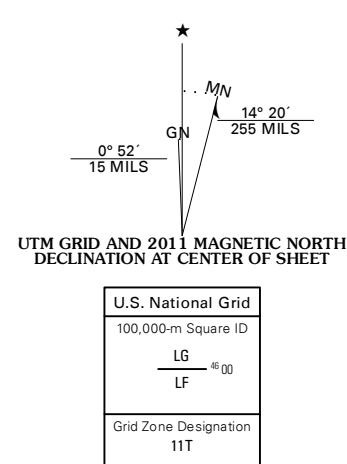 ★
MN
GN
14° 20´
255 MILS
0° 52´
15 MILS
UTM GRID AND 2011 MAGNETIC NORTH
DECLINATION AT CENTER OF SHEET
U.S. National Grid
100,000-m Square ID
LG
46 00
LF
Grid Zone Designation
11T